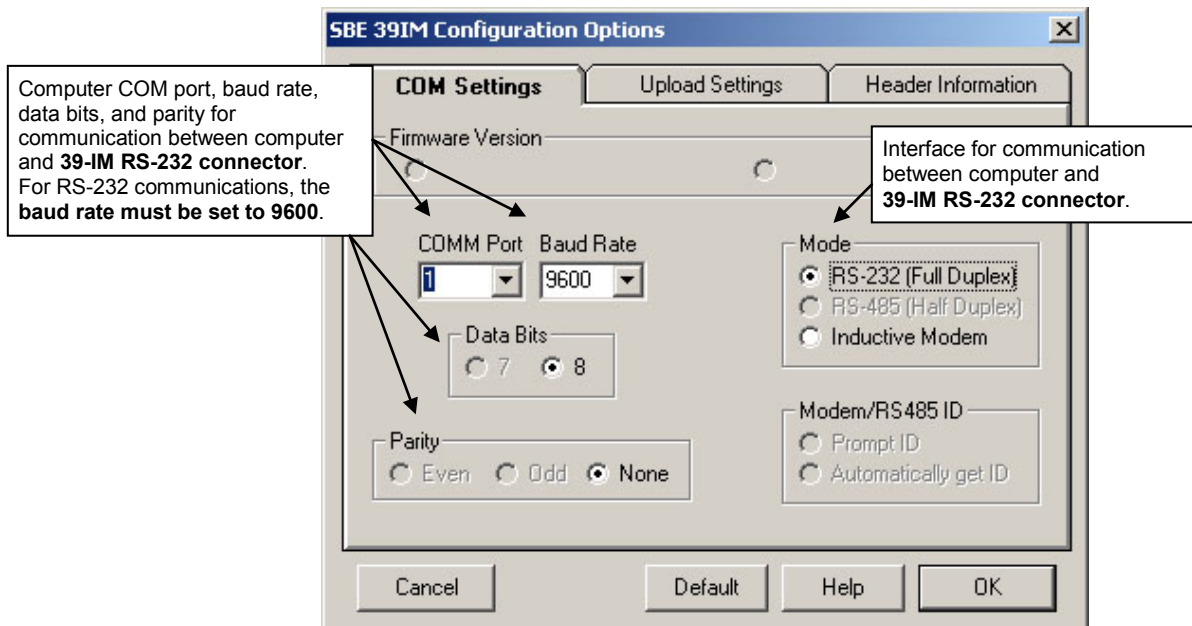 SBE 39IM Configuration Options
COM Settings
Upload Settings
Header Information
Computer COM port, baud rate,
data bits, and parity for
communication between computer
and 39-IM RS-232 connector.
For RS-232 communications, the
baud rate must be set to 9600.
Firmware Version
Interface for communication
between computer and
39-IM RS-232 connector.
COMM Port
Baud Rate
1
9600
Data Bits
7
8
Parity
Even
Odd
None
Mode
RS-232 (Full Duplex)
RS-485 (Half Duplex)
Inductive Modem
Modem/RS485 ID
Prompt ID
Automatically get ID
Cancel
Default
Help
OK